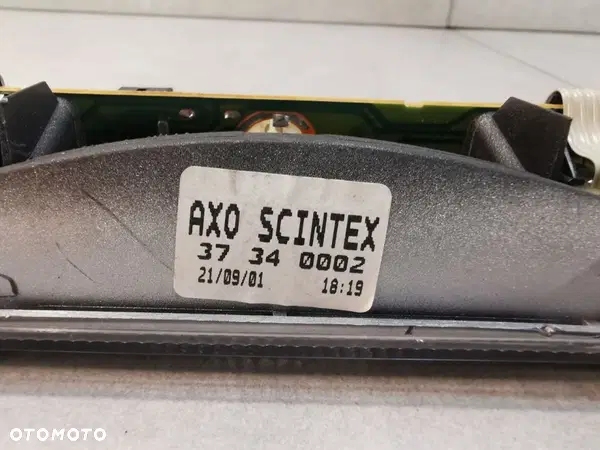 AXO SCINTEX
37 34 0002
21/09/01 18:19
OTOMOTO